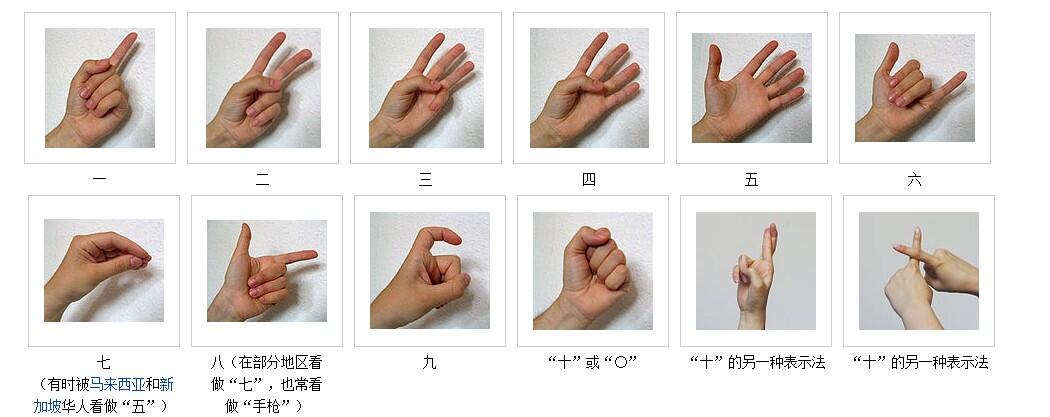 一
二
三
四
五
六
七
（有时被马来西亚和新
加坡华人看做“五”）
八（在部分地区看
做“七”，也常看
做“手枪”）
九
“十”或“〇”
“十”的另一种表示法
“十”的另一种表示法